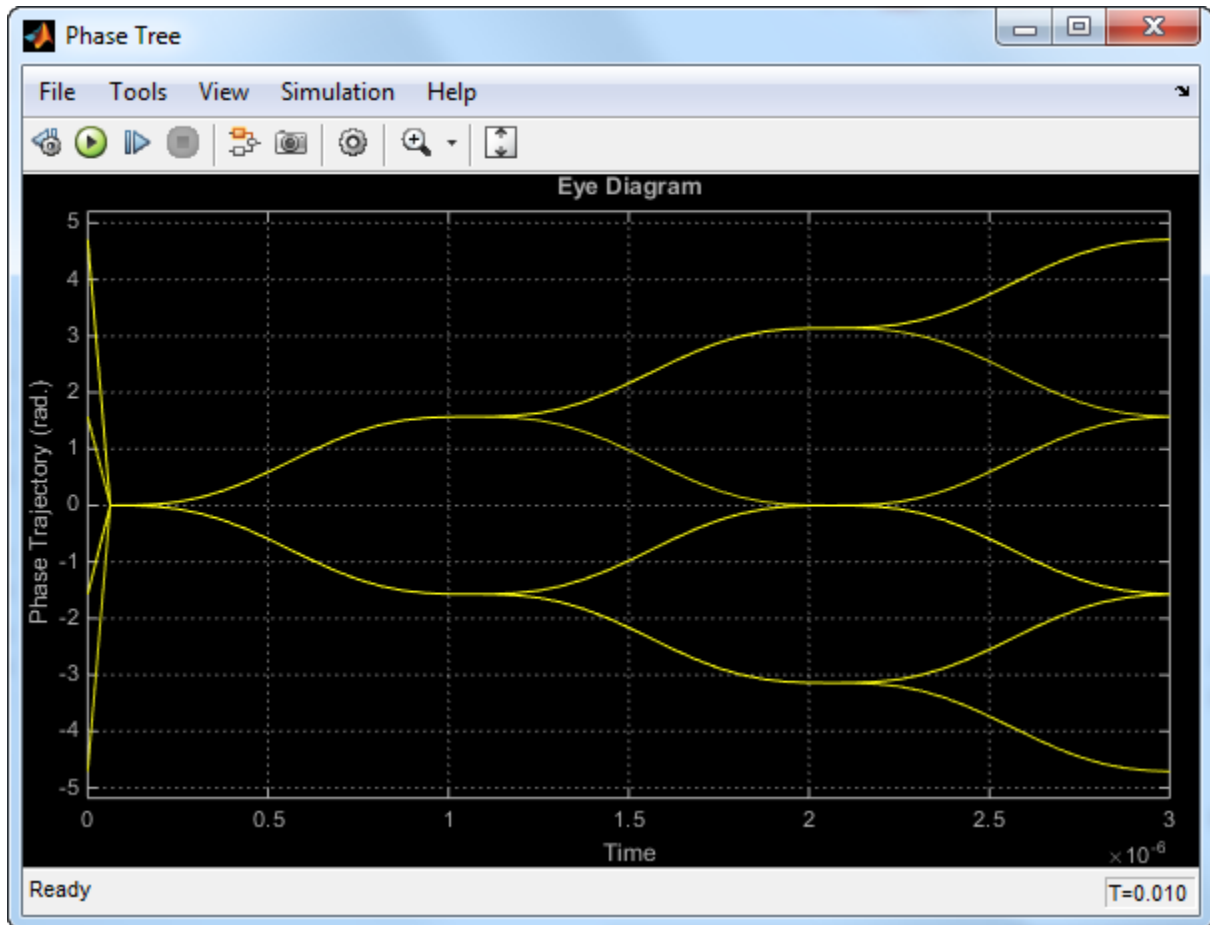 Phase Tree
File Tools View Simulation Help
Eye Diagram
Phase Trajectory (rad.)
5
4
3
2
1
0
-1
-2
-3
-4
-5
0 0.5 1 1.5 2 2.5 3
Time
×10⁻⁶
Ready T=0.010